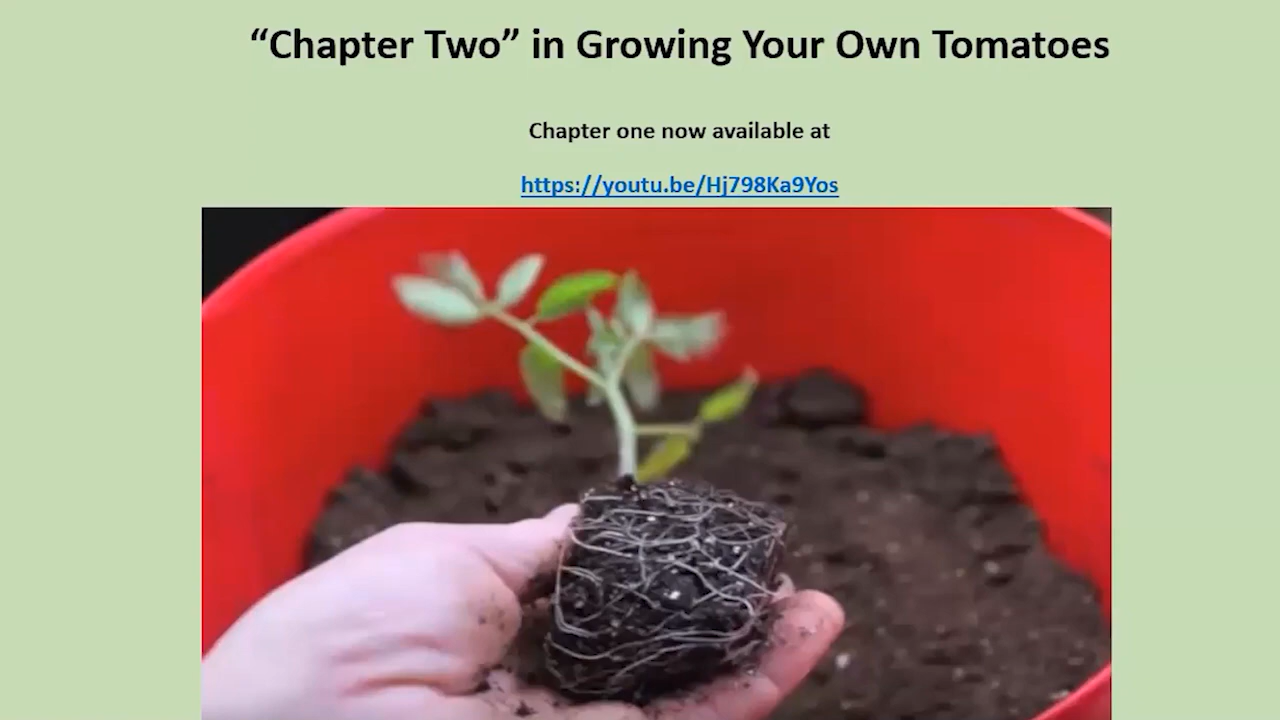 “Chapter Two” in Growing Your Own Tomatoes
Chapter one now available at
https://youtu.be/Hj798Ka9Yos